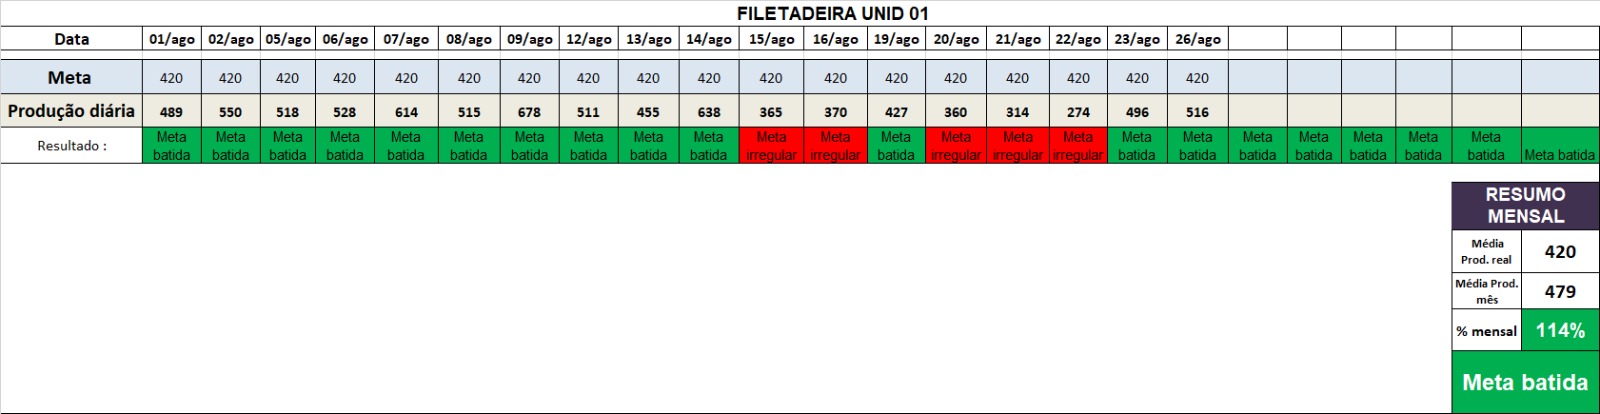 FILETADEIRA UNID 01
Data 01/ago 02/ago 05/ago 06/ago 07/ago 08/ago 09/ago 12/ago 13/ago 14/ago 15/ago 16/ago 19/ago 20/ago 21/ago 22/ago 23/ago 26/ago
Meta 420 420 420 420 420 420 420 420 420 420 420 420 420 420 420 420 420 420
Produção diária 489 550 518 528 614 515 678 511 455 638 365 370 427 360 314 274 496 516
Resultado : Meta batida Meta batida Meta batida Meta batida Meta batida Meta batida Meta batida Meta batida Meta batida Meta batida Meta irregular Meta irregular Meta batida Meta irregular Meta irregular Meta irregular Meta batida Meta batida Meta batida Meta batida Meta batida Meta batida Meta batida Meta batida
RESUMO
MENSAL
Média
Prod. real 420
Média Prod.
mês 479
% mensal 114%
Meta batida